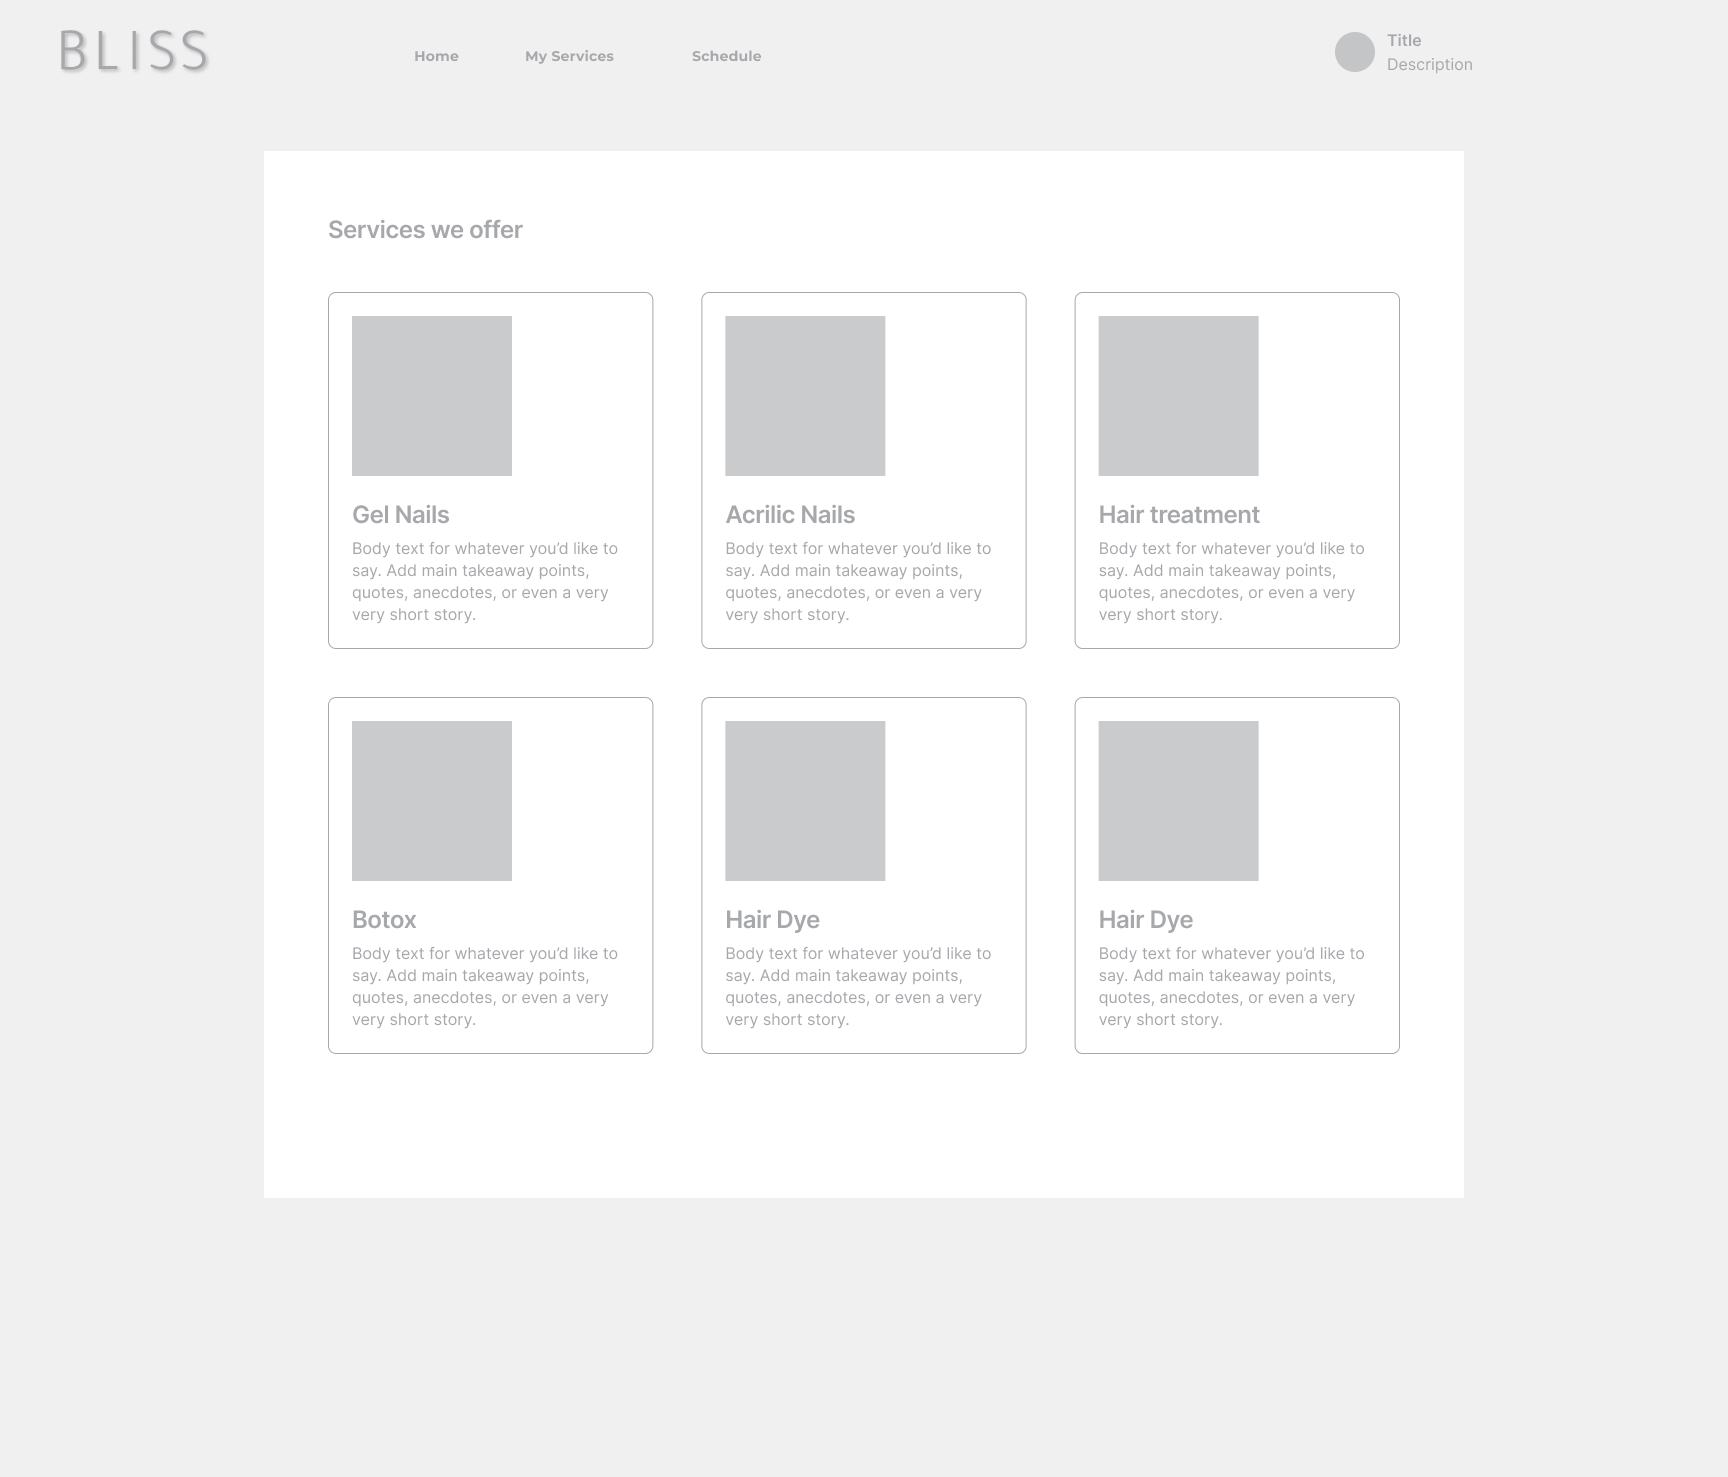 BLISS
Home
My Services
Schedule
Title
Description
Services we offer
Gel Nails
Body text for whatever you’d like to
say. Add main takeaway points,
quotes, anecdotes, or even a very
very short story.
Acrilic Nails
Body text for whatever you’d like to
say. Add main takeaway points,
quotes, anecdotes, or even a very
very short story.
Hair treatment
Body text for whatever you’d like to
say. Add main takeaway points,
quotes, anecdotes, or even a very
very short story.
Botox
Body text for whatever you’d like to
say. Add main takeaway points,
quotes, anecdotes, or even a very
very short story.
Hair Dye
Body text for whatever you’d like to
say. Add main takeaway points,
quotes, anecdotes, or even a very
very short story.
Hair Dye
Body text for whatever you’d like to
say. Add main takeaway points,
quotes, anecdotes, or even a very
very short story.